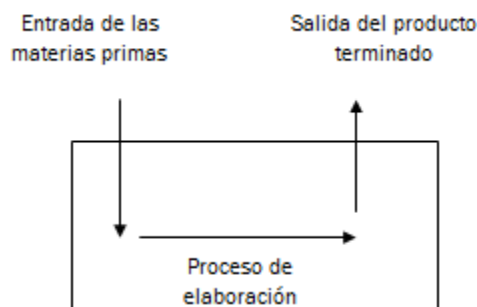 Entrada de las
materias primas
Salida del producto
terminado
Proceso de
elaboración